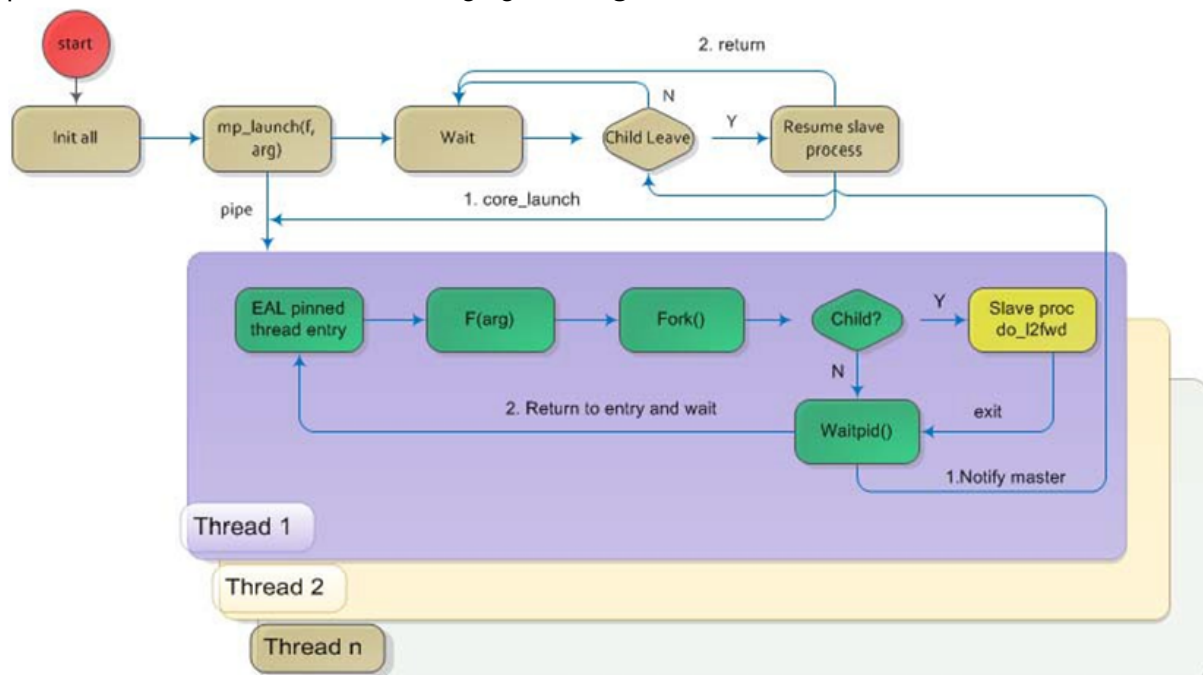 start
2. return
N
Init all
mp_launch(f,
arg)
Wait
Child Leave
Y
Resume slave
process
pipe
1. core_launch
EAL pinned
thread entry
F(arg)
Fork()
Child?
Y
Slave proc
do_l2fwd
N
2. Return to entry and wait
Waitpid()
exit
1.Notify master
Thread 1
Thread 2
Thread n